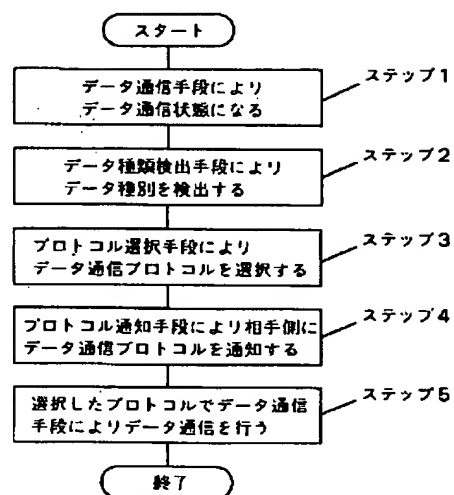 スタート
データ通信手段により
データ通信状態になる
ステップ1
データ種類検出手段により
データ種別を検出する
ステップ2
プロトコル選択手段により
データ通信プロトコルを選択する
ステップ3
プロトコル通知手段により相手側に
データ通信プロトコルを通知する
ステップ4
選択したプロトコルでデータ通信
手段によりデータ通信を行う
ステップ5
終了